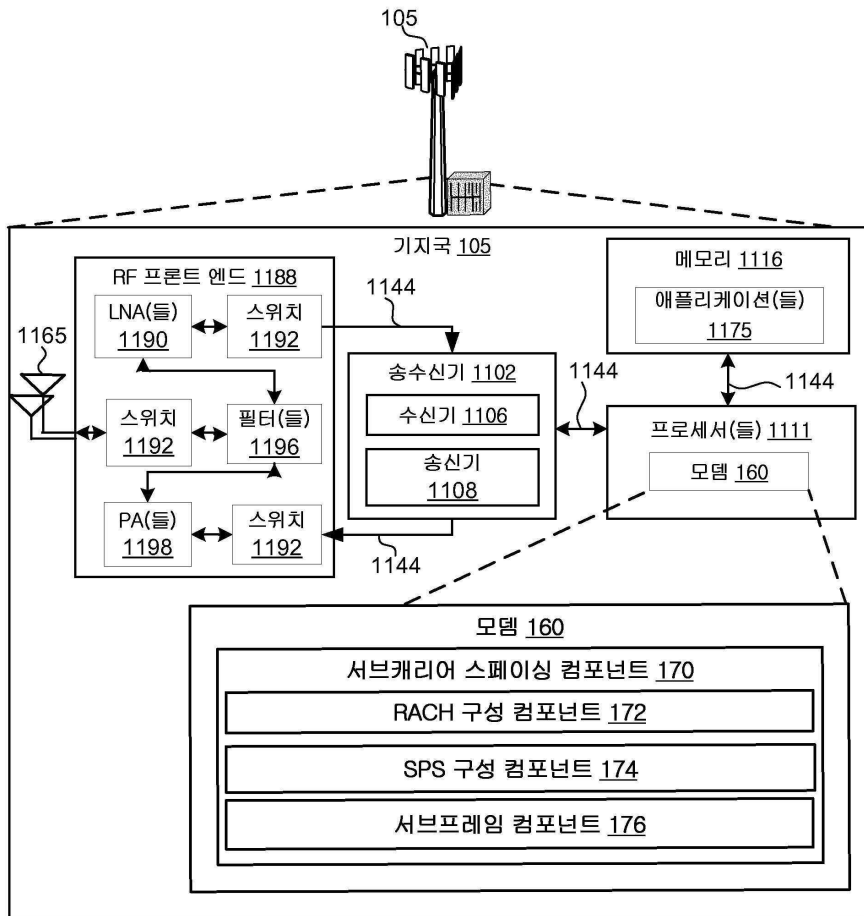 105
기지국 105
RF 프론트 엔드 1188
LNA(들)
1190
스위치
1192
1144
메모리 1116
애플리케이션(들)
1175
1165
송수신기 1102
수신기 1106
송신기
1108
1144
1144
스위치
1192
필터(들)
1196
프로세서(들) 1111
모뎀 160
PA(들)
1198
스위치
1192
1144
모뎀 160
서브캐리어 스페이싱 컴포넌트 170
RACH 구성 컴포넌트 172
SPS 구성 컴포넌트 174
서브프레임 컴포넌트 176